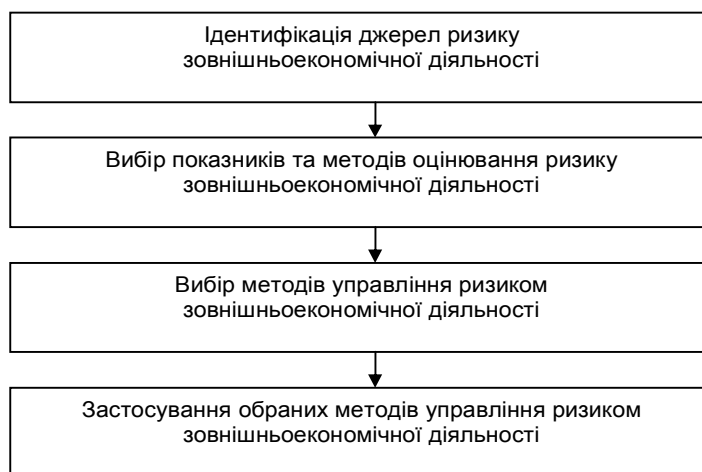 Ідентифікація джерел ризику
зовнішньоекономічної діяльності
Вибір показників та методів оцінювання ризику
зовнішньоекономічної діяльності
Вибір методів управління ризиком
зовнішньоекономічної діяльності
Застосування обраних методів управління ризиком
зовнішньоекономічної діяльності